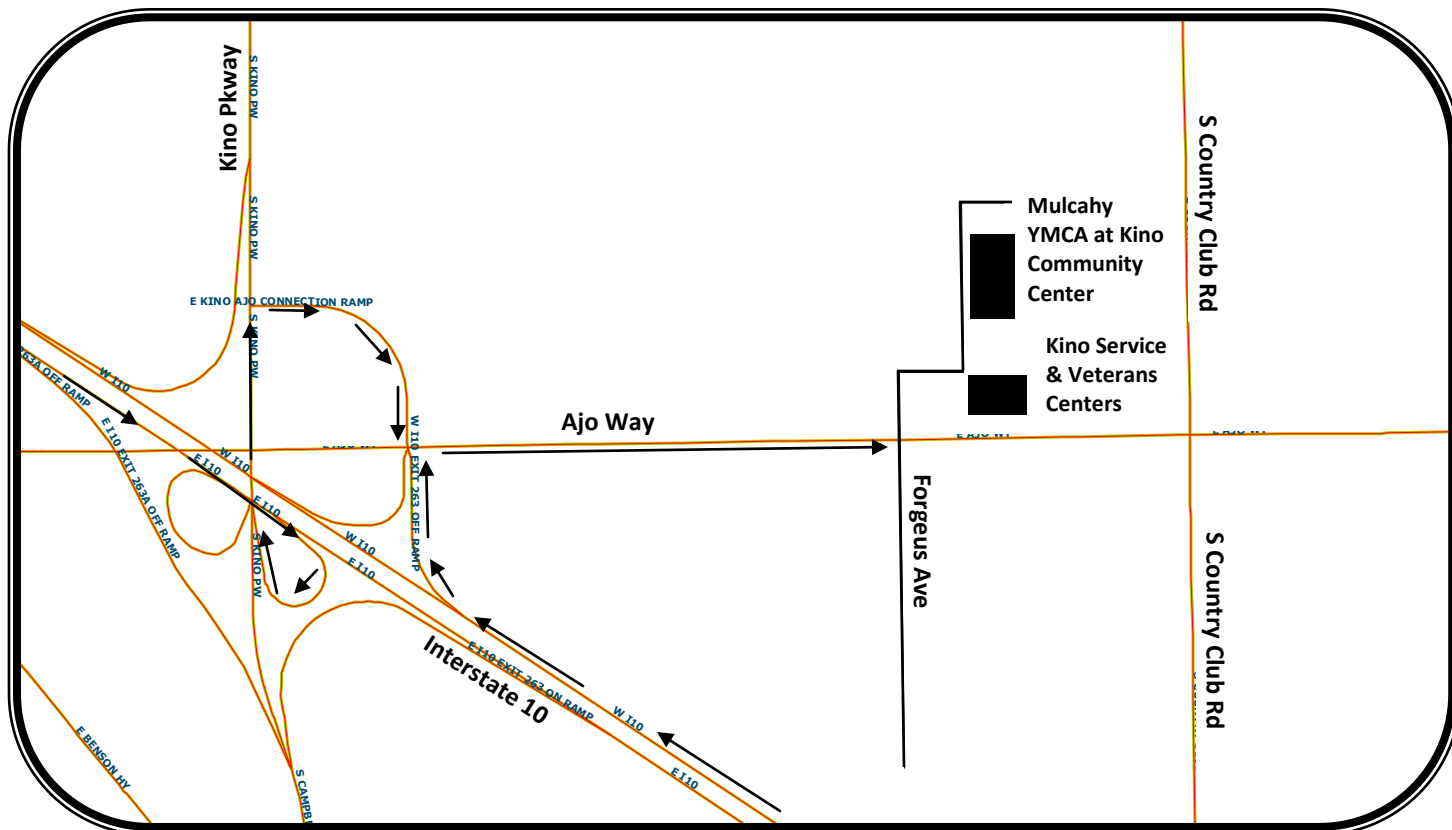 Kino Pkway
S KINO PW
S KINO PW
S Country Club Rd
Mulcahy
YMCA at Kino
Community
Center
E KINO AJO CONNECTION RAMP
S KINO PW
Kino Service
& Veterans
Centers
W I10
263A OFF RAMP
Ajo Way
E I10 EXIT 263A OFF RAMP
W I10
E I10
E I10
W I10 EXIT 263 OFF RAMP
Forgeus Ave
S KINO PW
W I10
E I10
S Country Club Rd
Interstate 10
E I10 EXIT 263 ON RAMP
W I10
E I10
E BENSON HY
S CAMPBE